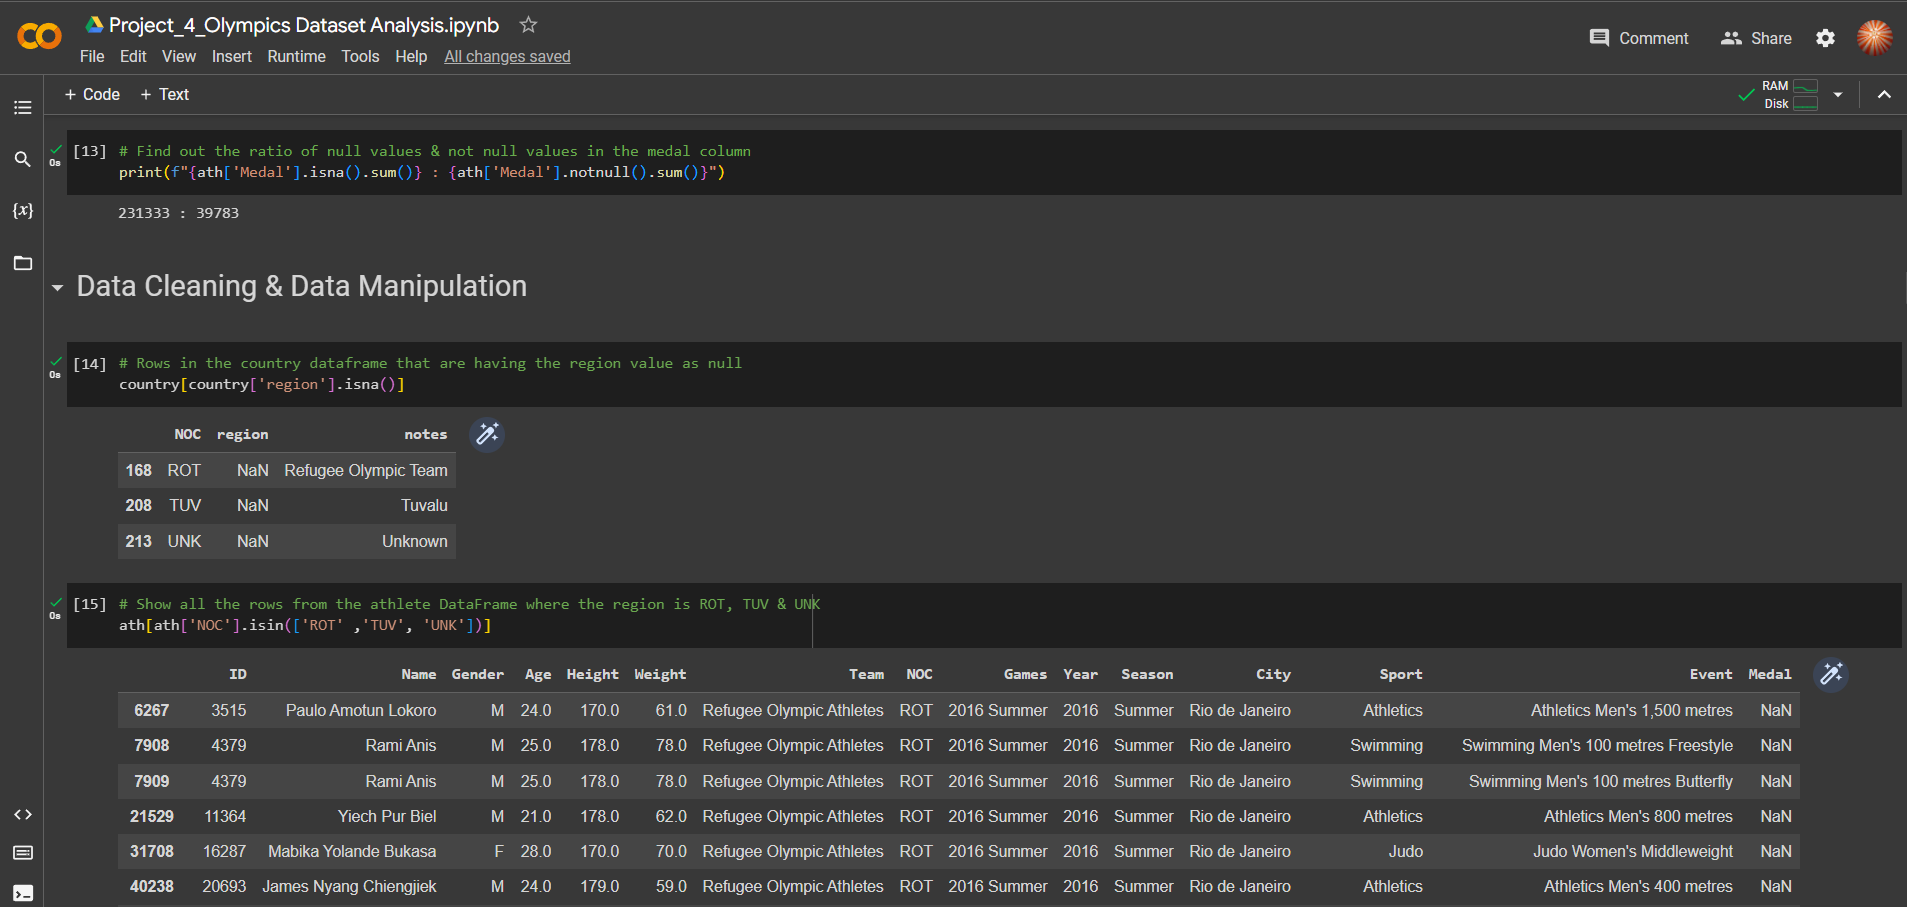 Project_4_Olympics Dataset Analysis.ipynb
File Edit View Insert Runtime Tools Help All changes saved
Comment Share
+ Code + Text
RAM
Disk
[13] # Find out the ratio of null values & not null values in the medal column
0s
print(f"{ath['Medal'].isna().sum()} : {ath['Medal'].notnull().sum()}")
231333 : 39783
Data Cleaning & Data Manipulation
[14] # Rows in the country dataframe that are having the region value as null
0s
country[country['region'].isna()]
NOC region notes
168 ROT NaN Refugee Olympic Team
208 TUV NaN Tuvalu
213 UNK NaN Unknown
[15] # Show all the rows from the athlete DataFrame where the region is ROT, TUV & UNK
0s
ath[ath['NOC'].isin(['ROT' ,'TUV', 'UNK'])]
ID Name Gender Age Height Weight Team NOC Games Year Season City Sport Event Medal
6267 3515 Paulo Amotun Lokoro M 24.0 170.0 61.0 Refugee Olympic Athletes ROT 2016 Summer 2016 Summer Rio de Janeiro Athletics Athletics Men's 1,500 metres NaN
7908 4379 Rami Anis M 25.0 178.0 78.0 Refugee Olympic Athletes ROT 2016 Summer 2016 Summer Rio de Janeiro Swimming Swimming Men's 100 metres Freestyle NaN
7909 4379 Rami Anis M 25.0 178.0 78.0 Refugee Olympic Athletes ROT 2016 Summer 2016 Summer Rio de Janeiro Swimming Swimming Men's 100 metres Butterfly NaN
21529 11364 Yiech Pur Biel M 21.0 178.0 62.0 Refugee Olympic Athletes ROT 2016 Summer 2016 Summer Rio de Janeiro Athletics Athletics Men's 800 metres NaN
31708 16287 Mabika Yolande Bukasa F 28.0 170.0 70.0 Refugee Olympic Athletes ROT 2016 Summer 2016 Summer Rio de Janeiro Judo Judo Women's Middleweight NaN
40238 20693 James Nyang Chiengjiek M 24.0 179.0 59.0 Refugee Olympic Athletes ROT 2016 Summer 2016 Summer Rio de Janeiro Athletics Athletics Men's 400 metres NaN